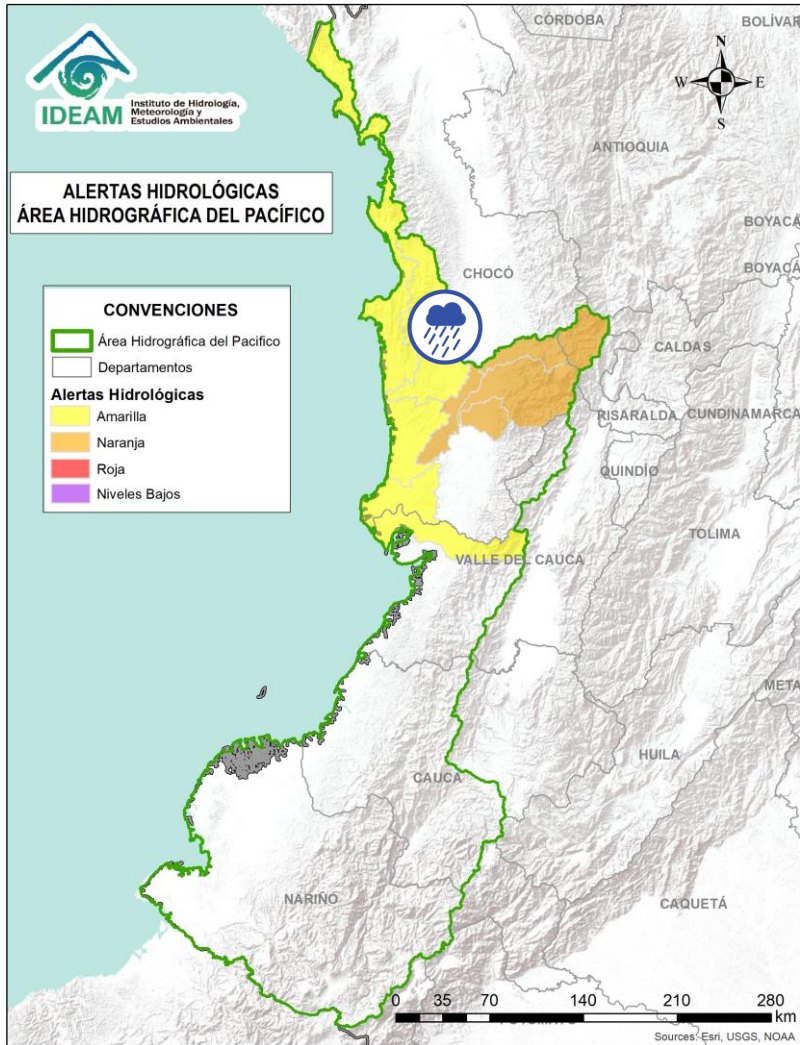 CÓRDOBA
BOLÍVAR
N
W
E
S
IDEAM
Instituto de Hidrología,
Meteorología y
Estudios Ambientales
ANTIOQUIA
ALERTAS HIDROLÓGICAS
ÁREA HIDROGRÁFICA DEL PACÍFICO
BOYACÁ
BOYACÁ
CHOCÓ
CONVENCIONES
Área Hidrográfica del Pacifico
Departamentos
Alertas Hidrológicas
Amarilla
Naranja
Roja
Niveles Bajos
CALDAS
RISARALDA
CUNDINAMARCA
QUINDÍO
TOLIMA
VALLE DEL CAUCA
META
HUILA
CAUCA
NARIÑO
CAQUETÁ
0 35 70 140 210 280
km
Sources: Esri, USGS, NOAA